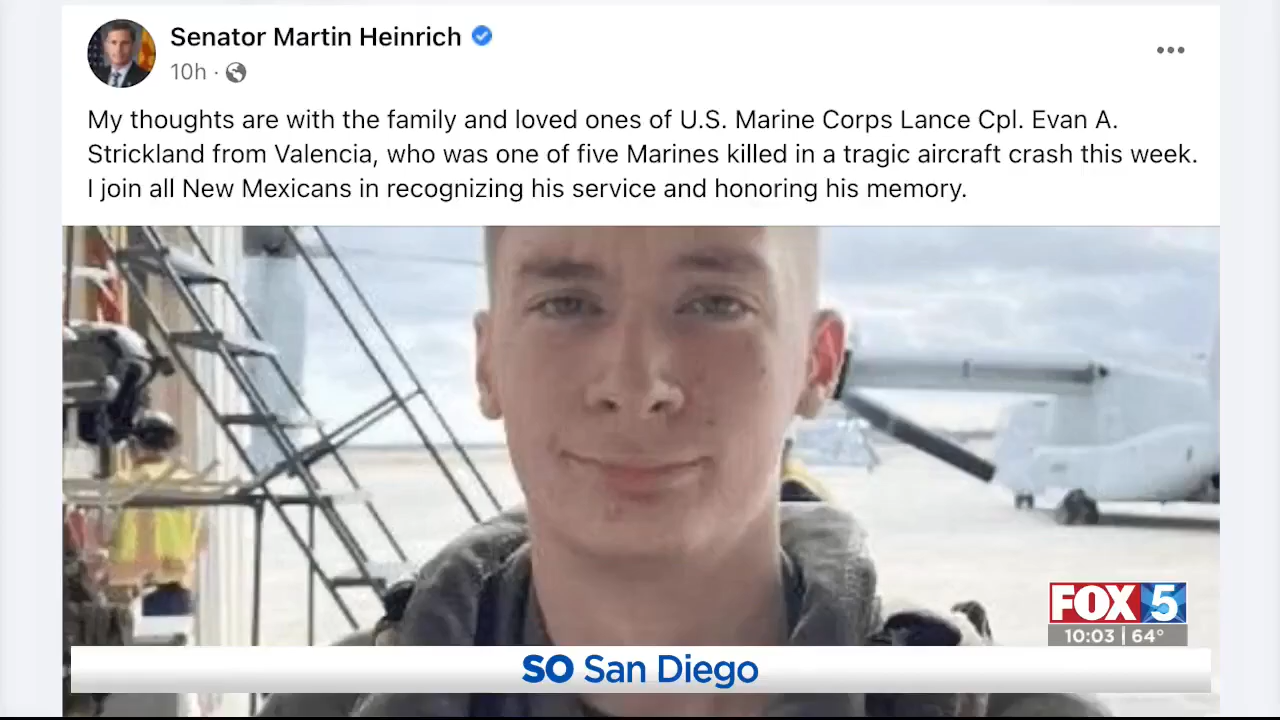 Senator Martin Heinrich
10h ·
My thoughts are with the family and loved ones of U.S. Marine Corps Lance Cpl. Evan A.
Strickland from Valencia, who was one of five Marines killed in a tragic aircraft crash this week.
I join all New Mexicans in recognizing his service and honoring his memory.
FOX 5
10:03 | 64°
SO San Diego